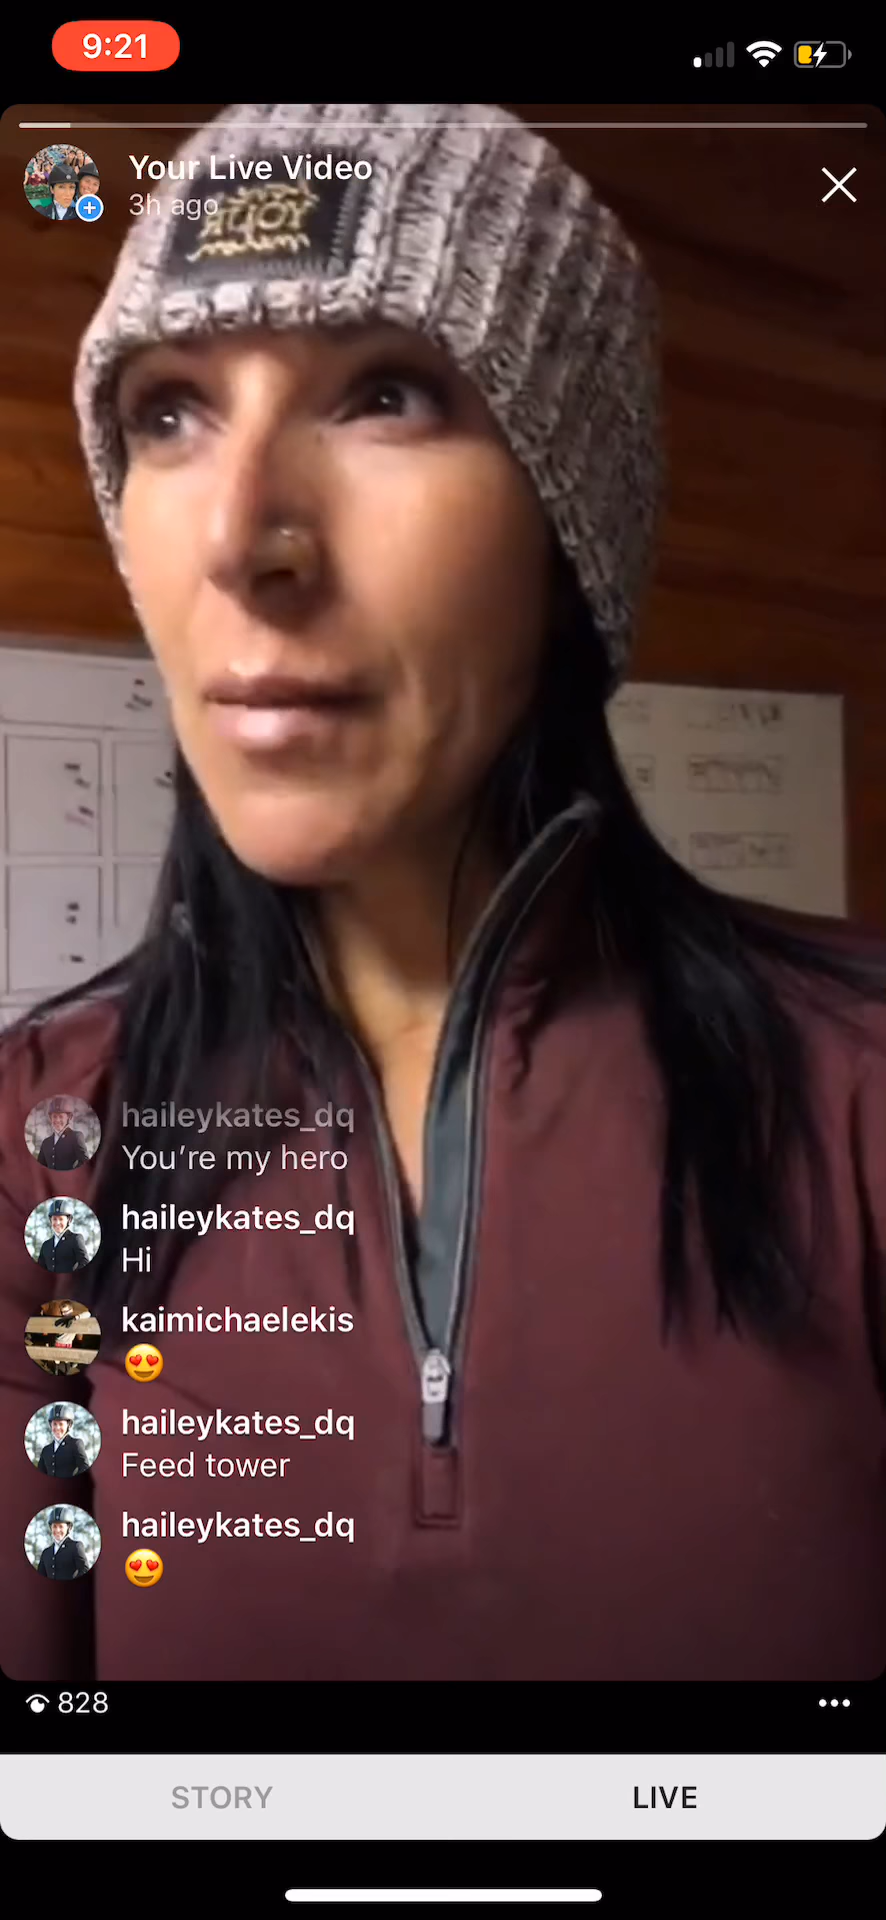 9:21
Your Live Video
3h ago
haileykates_dq
You’re my hero
haileykates_dq
Hi
kaimichaelekis
😍
haileykates_dq
Feed tower
haileykates_dq
😍
828
STORY
LIVE